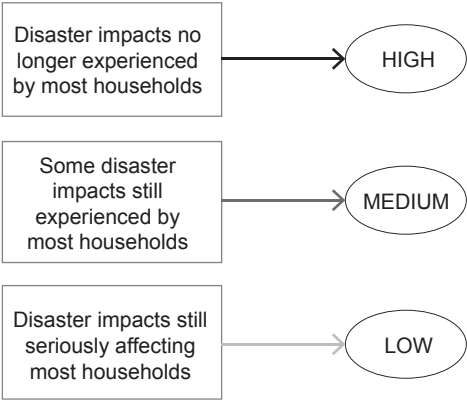 Disaster impacts no
longer experienced
by most households
HIGH
Some disaster
impacts still
experienced by
most households
MEDIUM
Disaster impacts still
seriously affecting
most households
LOW